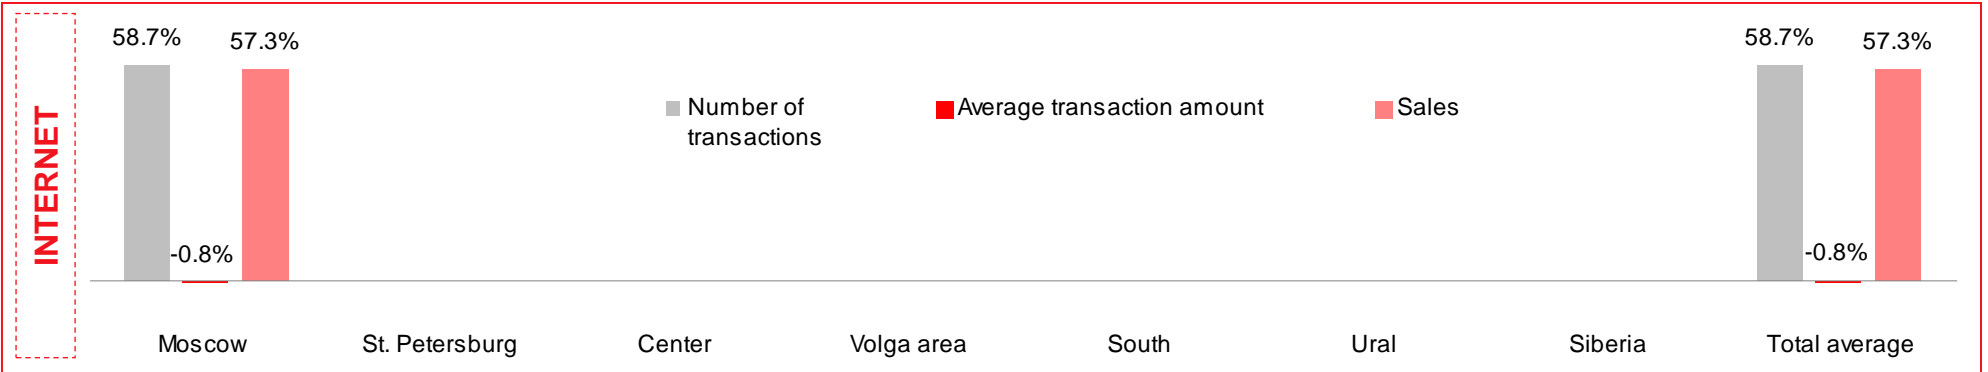 INTERNET
58.7%
57.3%
-0.8%
Number of
transactions
Average transaction amount
Sales
58.7%
57.3%
-0.8%
Moscow
St. Petersburg
Center
Volga area
South
Ural
Siberia
Total average